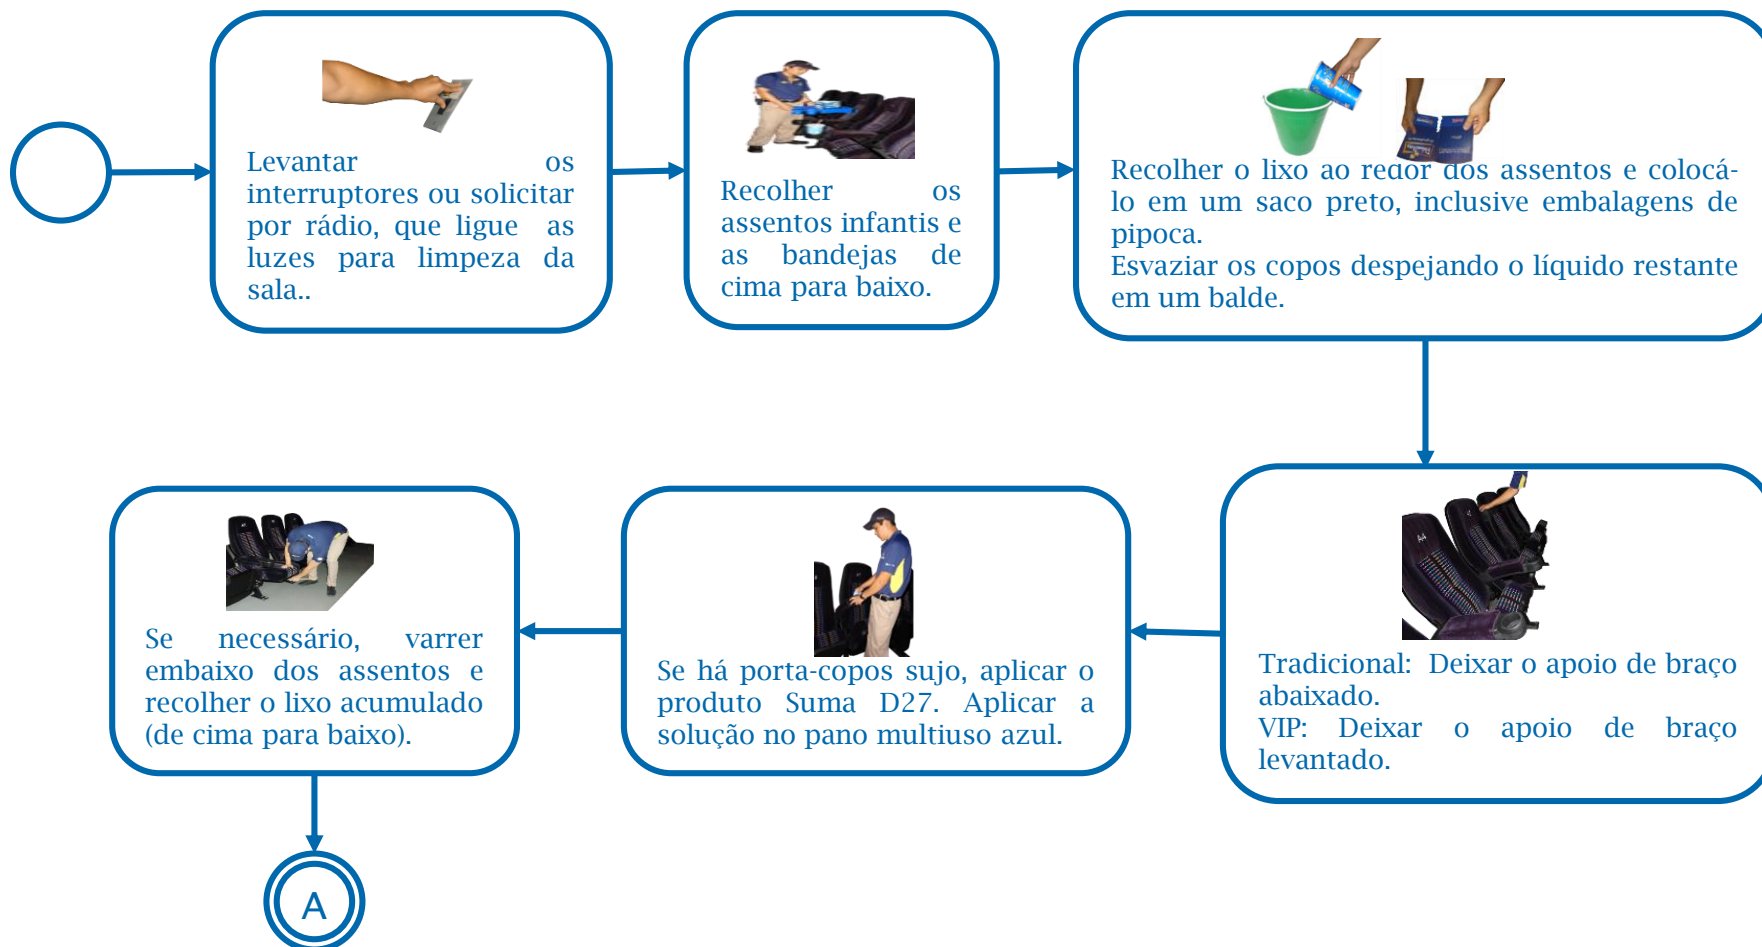 Levantar os
interruptores ou solicitar
por rádio, que ligue as
luzes para limpeza da
sala..
Recolher os
assentos infantis e
as bandejas de
cima para baixo.
Recolher o lixo ao redor dos assentos e colocá-
lo em um saco preto, inclusive embalagens de
pipoca.
Esvaziar os copos despejando o líquido restante
em um balde.
Tradicional: Deixar o apoio de braço
abaixado.
VIP: Deixar o apoio de braço
levantado.
Se há porta-copos sujo, aplicar o
produto Suma D27. Aplicar a
solução no pano multiuso azul.
Se necessário, varrer
embaixo dos assentos e
recolher o lixo acumulado
(de cima para baixo).
A